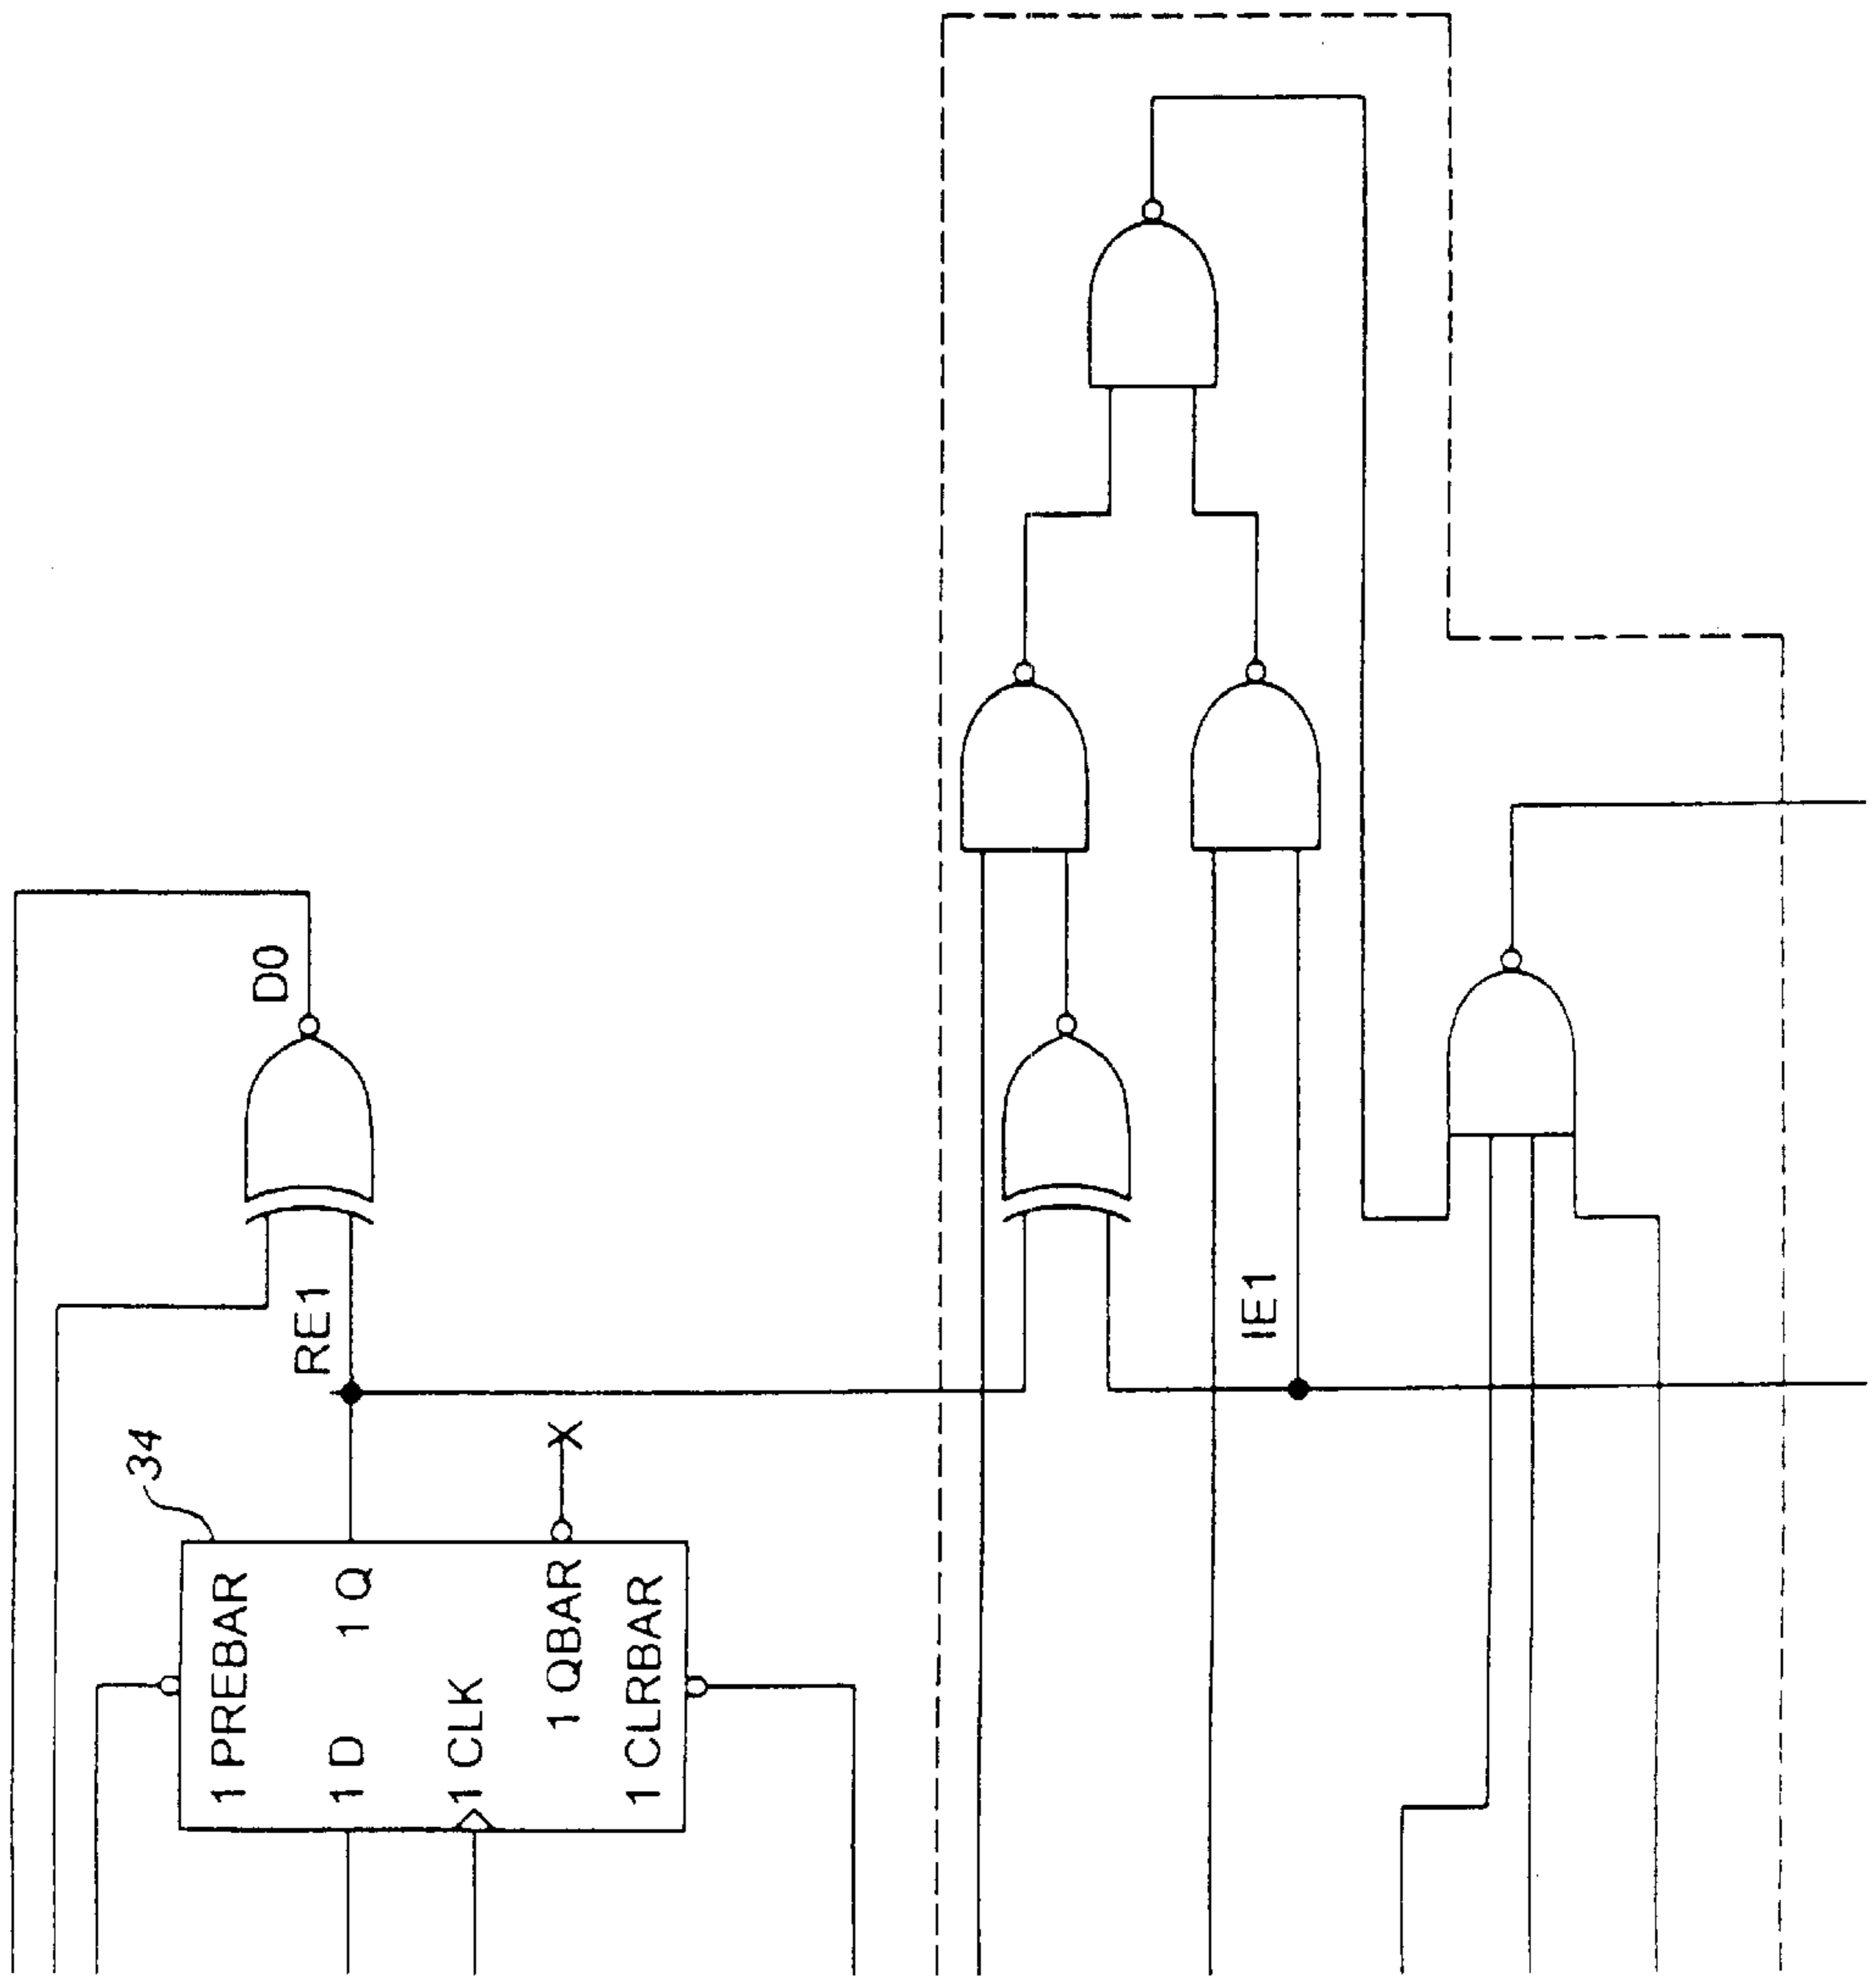 34
1 PREBAR
1 D
1 Q
1 CLK
1 QBAR
1 CLRBAR
RE1
D0
IE1